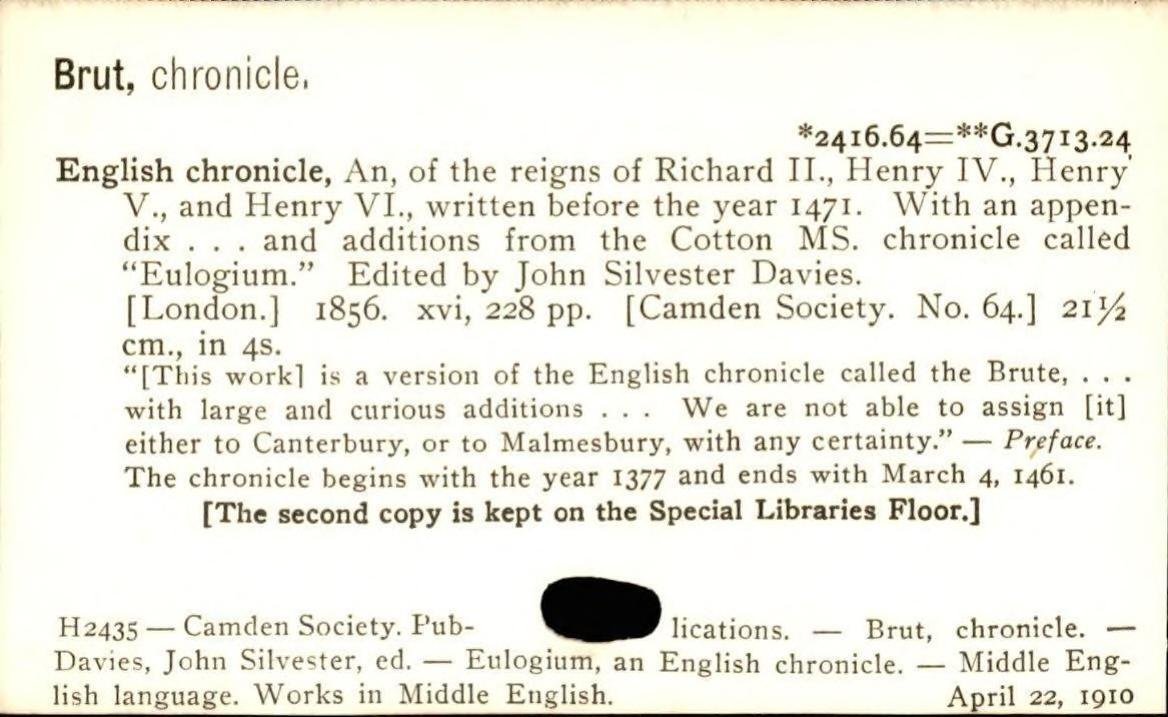 Brut, chronicle.
*2416.64=**G.3713.24
English chronicle, An, of the reigns of Richard II., Henry IV., Henry
V., and Henry VI., written before the year 1471. With an appen-
dix . . . and additions from the Cotton MS. chronicle called
“Eulogium.” Edited by John Silvester Davies.
[London.] 1856. xvi, 228 pp. [Camden Society. No. 64.] 21½
cm., in 4s.
“[This work] is a version of the English chronicle called the Brute, . . .
with large and curious additions . . . We are not able to assign [it]
either to Canterbury, or to Malmesbury, with any certainty.” — Preface.
The chronicle begins with the year 1377 and ends with March 4, 1461.
[The second copy is kept on the Special Libraries Floor.]
H2435 — Camden Society. Pub- lications. — Brut, chronicle. —
Davies, John Silvester, ed. — Eulogium, an English chronicle. — Middle Eng-
lish language. Works in Middle English. April 22, 1910